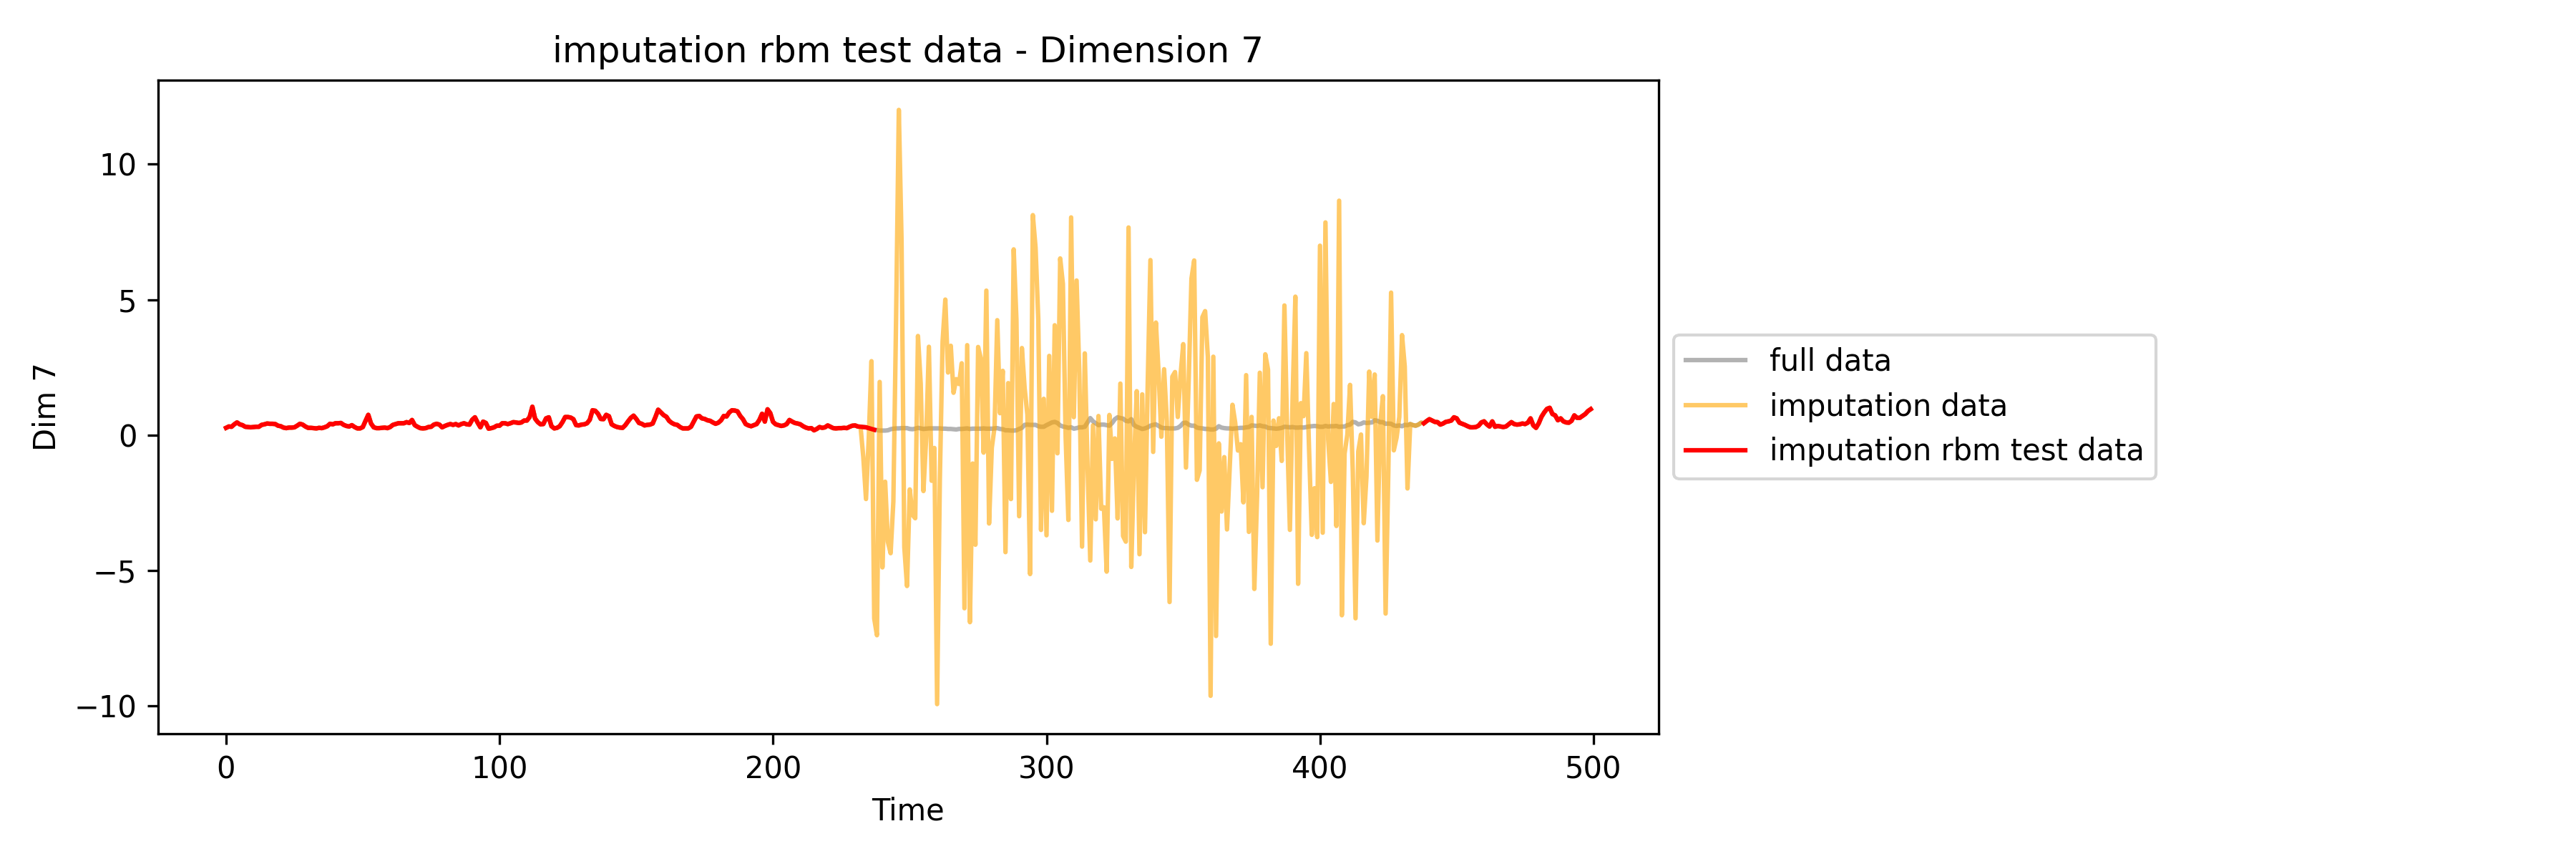 imputation rbm test data - Dimension 7
10
5
0
−5
−10
Dim 7
0 100 200 300 400 500
Time
full data
imputation data
imputation rbm test data